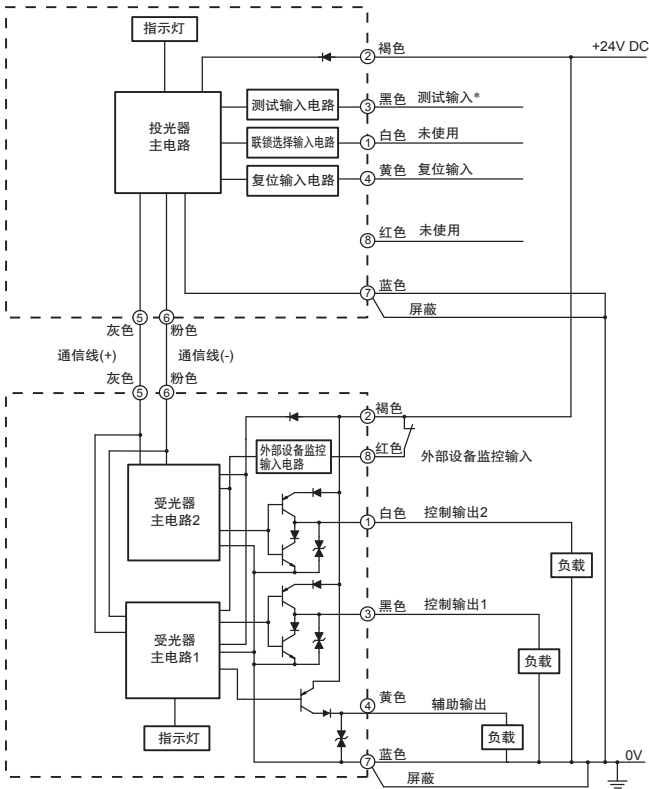 指示灯
② 褐色 +24V DC
投光器
主电路
测试输入电路 ③ 黑色 测试输入*
联锁选择输入电路 ① 白色 未使用
复位输入电路 ④ 黄色 复位输入
⑧ 红色 未使用
⑦ 蓝色
屏蔽
⑤ ⑥
灰色 粉色
通信线(+) 通信线(-)
灰色 粉色
⑤ ⑥
② 褐色
外部设备监控
输入电路
⑧ 红色 外部设备监控输入
受光器
主电路2
① 白色 控制输出2
负载
受光器
主电路1
③ 黑色 控制输出1
负载
④ 黄色 辅助输出
指示灯
负载
⑦ 蓝色 0V
屏蔽